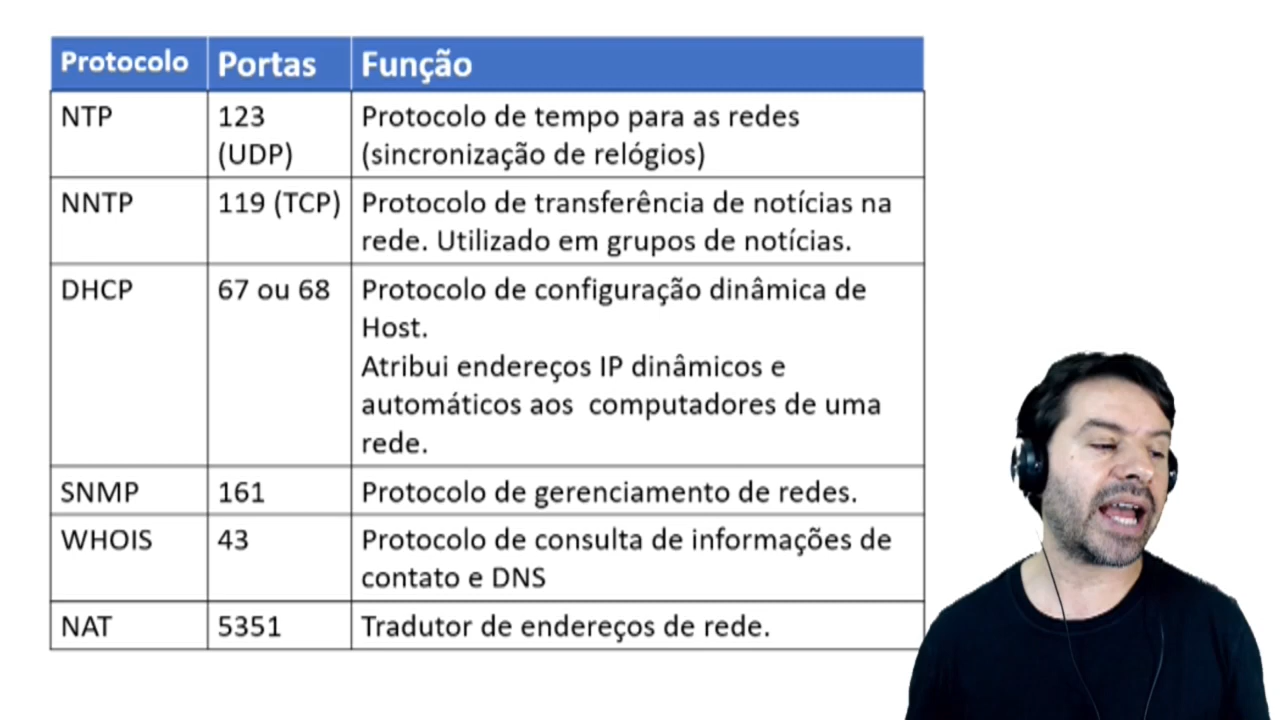 Protocolo Portas Função
NTP 123 Protocolo de tempo para as redes
(UDP) (sincronização de relógios)
NNTP 119 (TCP) Protocolo de transferência de notícias na
rede. Utilizado em grupos de notícias.
DHCP 67 ou 68 Protocolo de configuração dinâmica de
Host.
Atribui endereços IP dinâmicos e
automáticos aos computadores de uma
rede.
SNMP 161 Protocolo de gerenciamento de redes.
WHOIS 43 Protocolo de consulta de informações de
contato e DNS
NAT 5351 Tradutor de endereços de rede.